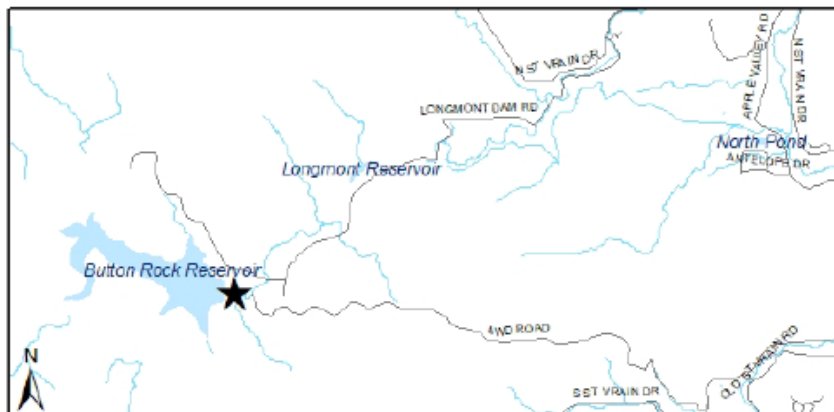 N ST VRAIN DR
APPLE VALLEY RD
N ST VRAIN DR
LONGMONT DAM RD
North Pond
ANTELOPE DR
Longmont Reservoir
Button Rock Reservoir
4WD ROAD
OLD ST VRAIN RD
S ST VRAIN DR
N